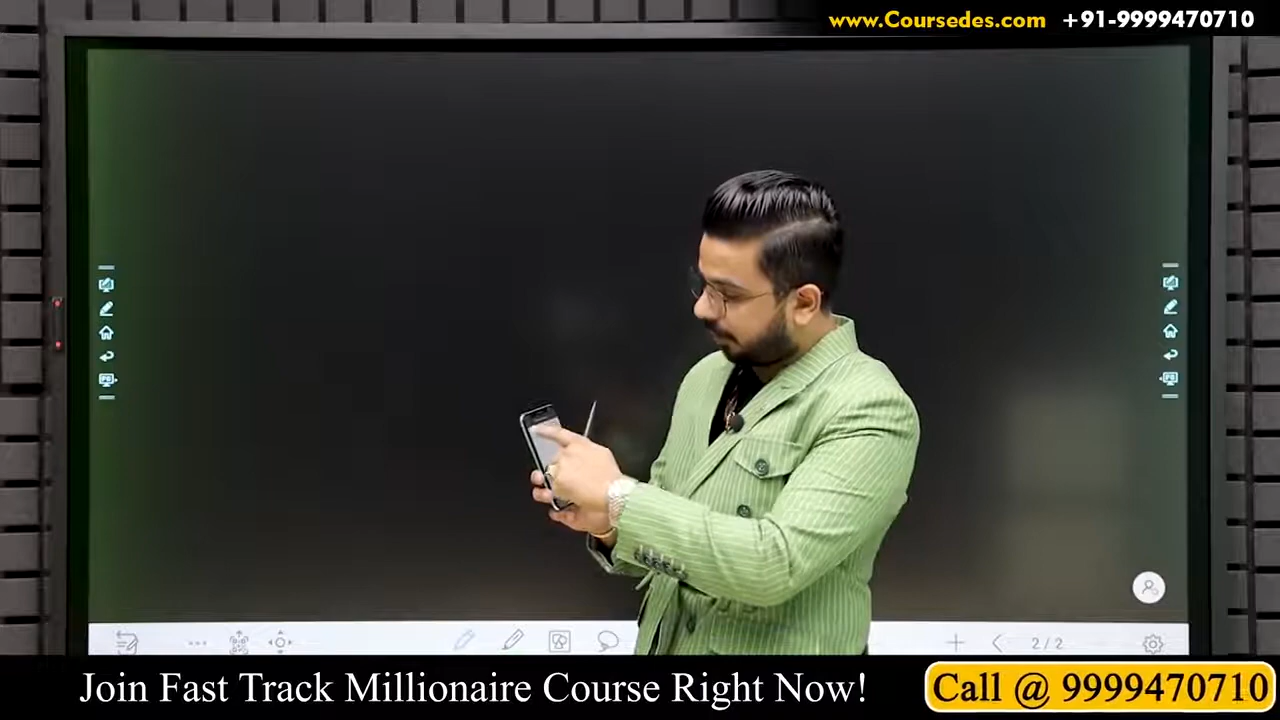 www.Coursedes.com +91-9999470710
2/2
Join Fast Track Millionaire Course Right Now!
Call @ 9999470710